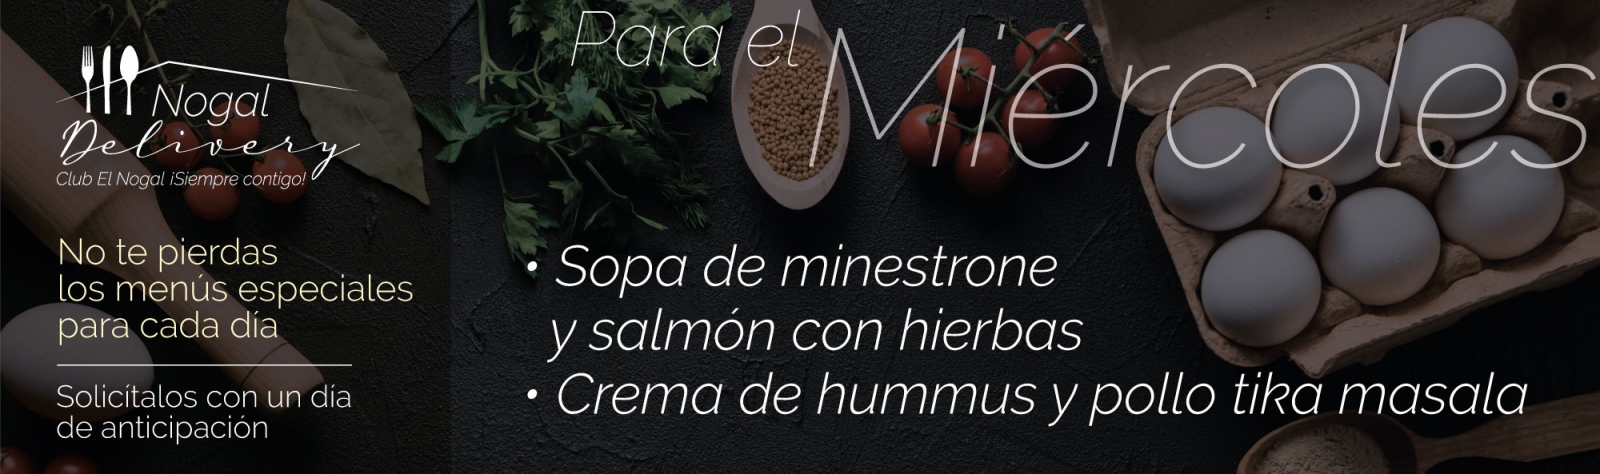 Nogal
Delivery
Club El Nogal ¡Siempre contigo!
No te pierdas
los menús especiales
para cada día
Solicítalos con un día
de anticipación
Para el
Miércoles
• Sopa de minestrone
y salmón con hierbas
• Crema de hummus y pollo tika masala